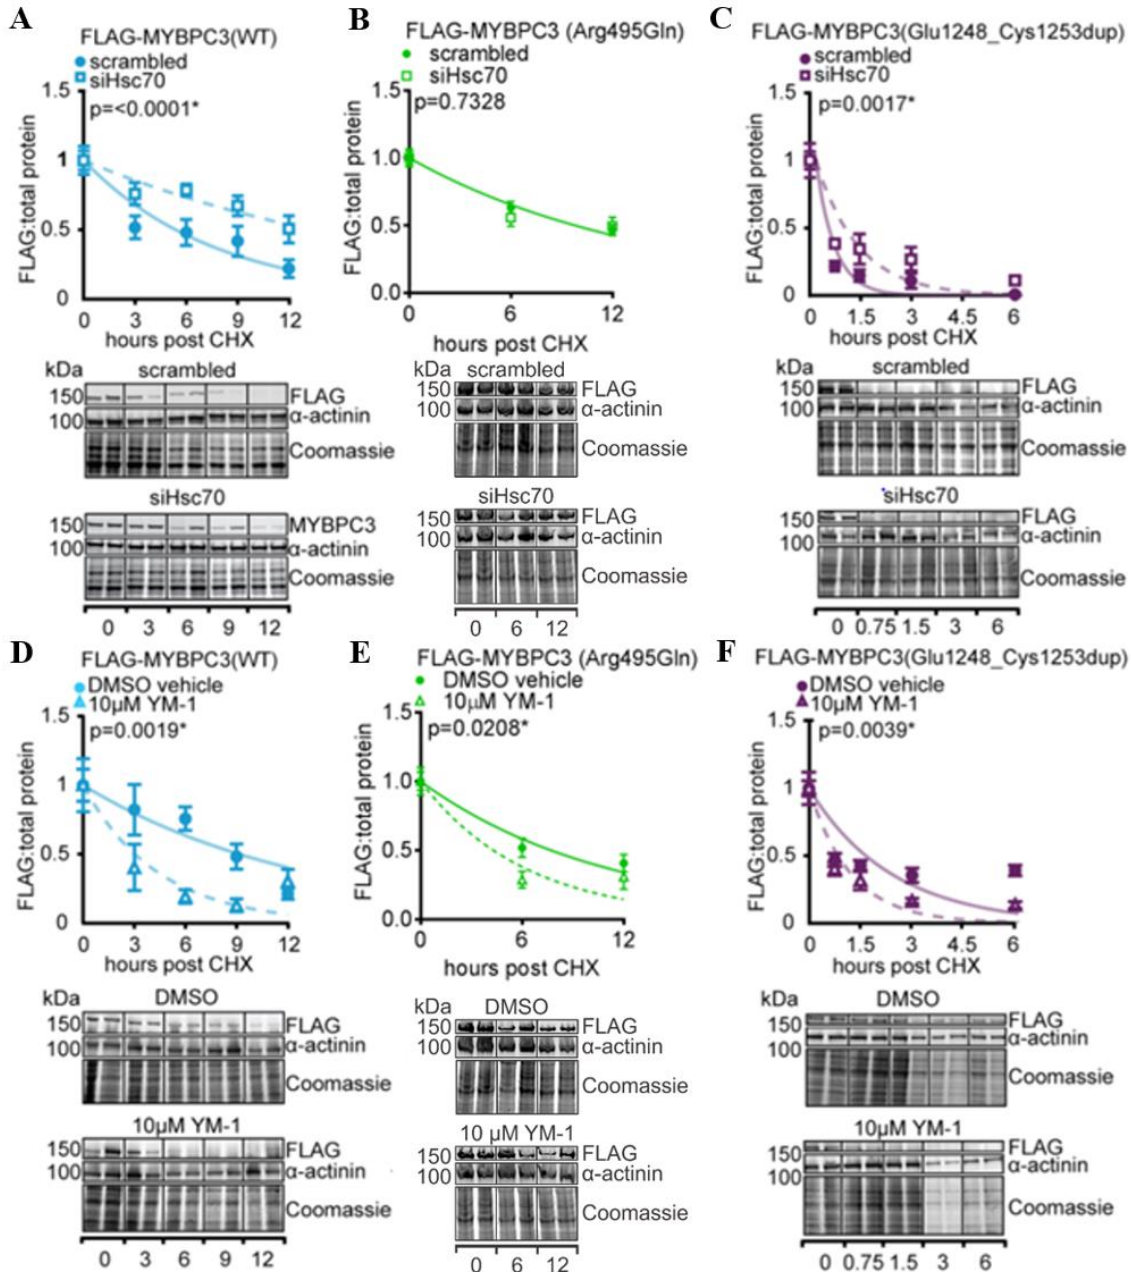 A
FLAG-MYBPC3(WT)
scrambled
siHsc70
p=<0.0001*
FLAG:total protein
1.5
1
0.5
0
0 3 6 9 12
hours post CHX
kDa scrambled
150 FLAG
100 α-actinin
Coomassie
siHsc70
150 MYBPC3
100 α-actinin
Coomassie
0 3 6 9 12
B
FLAG-MYBPC3 (Arg495Gln)
scrambled
siHsc70
p=0.7328
FLAG:total protein
1.5
1.0
0.5
0.0
0 6 12
hours post CHX
kDa scrambled
150 FLAG
100 α-actinin
Coomassie
siHsc70
150 FLAG
100 α-actinin
Coomassie
0 6 12
C
FLAG-MYBPC3(Glu1248_Cys1253dup)
scrambled
siHsc70
p=0.0017*
FLAG:total protein
1.5
1
0.5
0
0 1.5 3 4.5 6
hours post CHX
kDa scrambled
150 FLAG
100 α-actinin
Coomassie
siHsc70
150 FLAG
100 α-actinin
Coomassie
0 0.75 1.5 3 6
D
FLAG-MYBPC3(WT)
DMSO vehicle
10µM YM-1
p=0.0019*
FLAG:total protein
1.5
1
0.5
0
0 3 6 9 12
hours post CHX
kDa DMSO
150 FLAG
100 α-actinin
Coomassie
10µM YM-1
150 FLAG
100 α-actinin
Coomassie
0 3 6 9 12
E
FLAG-MYBPC3 (Arg495Gln)
DMSO vehicle
10µM YM-1
p=0.0208*
FLAG:total protein
1.5
1.0
0.5
0.0
0 6 12
hours post CHX
kDa DMSO
150 FLAG
100 α-actinin
Coomassie
10 µM YM-1
150 FLAG
100 α-actinin
Coomassie
0 6 12
F
FLAG-MYBPC3(Glu1248_Cys1253dup)
DMSO vehicle
10µM YM-1
p=0.0039*
FLAG:total protein
1.5
1
0.5
0
0 1.5 3 4.5 6
hours post CHX
kDa DMSO
150 FLAG
100 α-actinin
Coomassie
10µM YM-1
150 FLAG
100 α-actinin
Coomassie
0 0.75 1.5 3 6